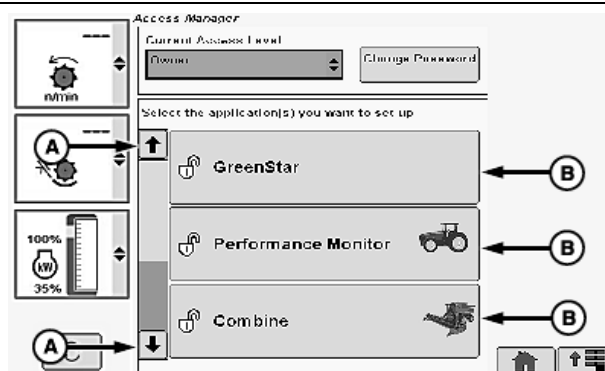 Access Manager
Current Access Level
Owner
Change Password
n/min
Select the application(s) you want to set up
A
GreenStar
B
100%
kW
35%
Performance Monitor
B
Combine
B
A
C